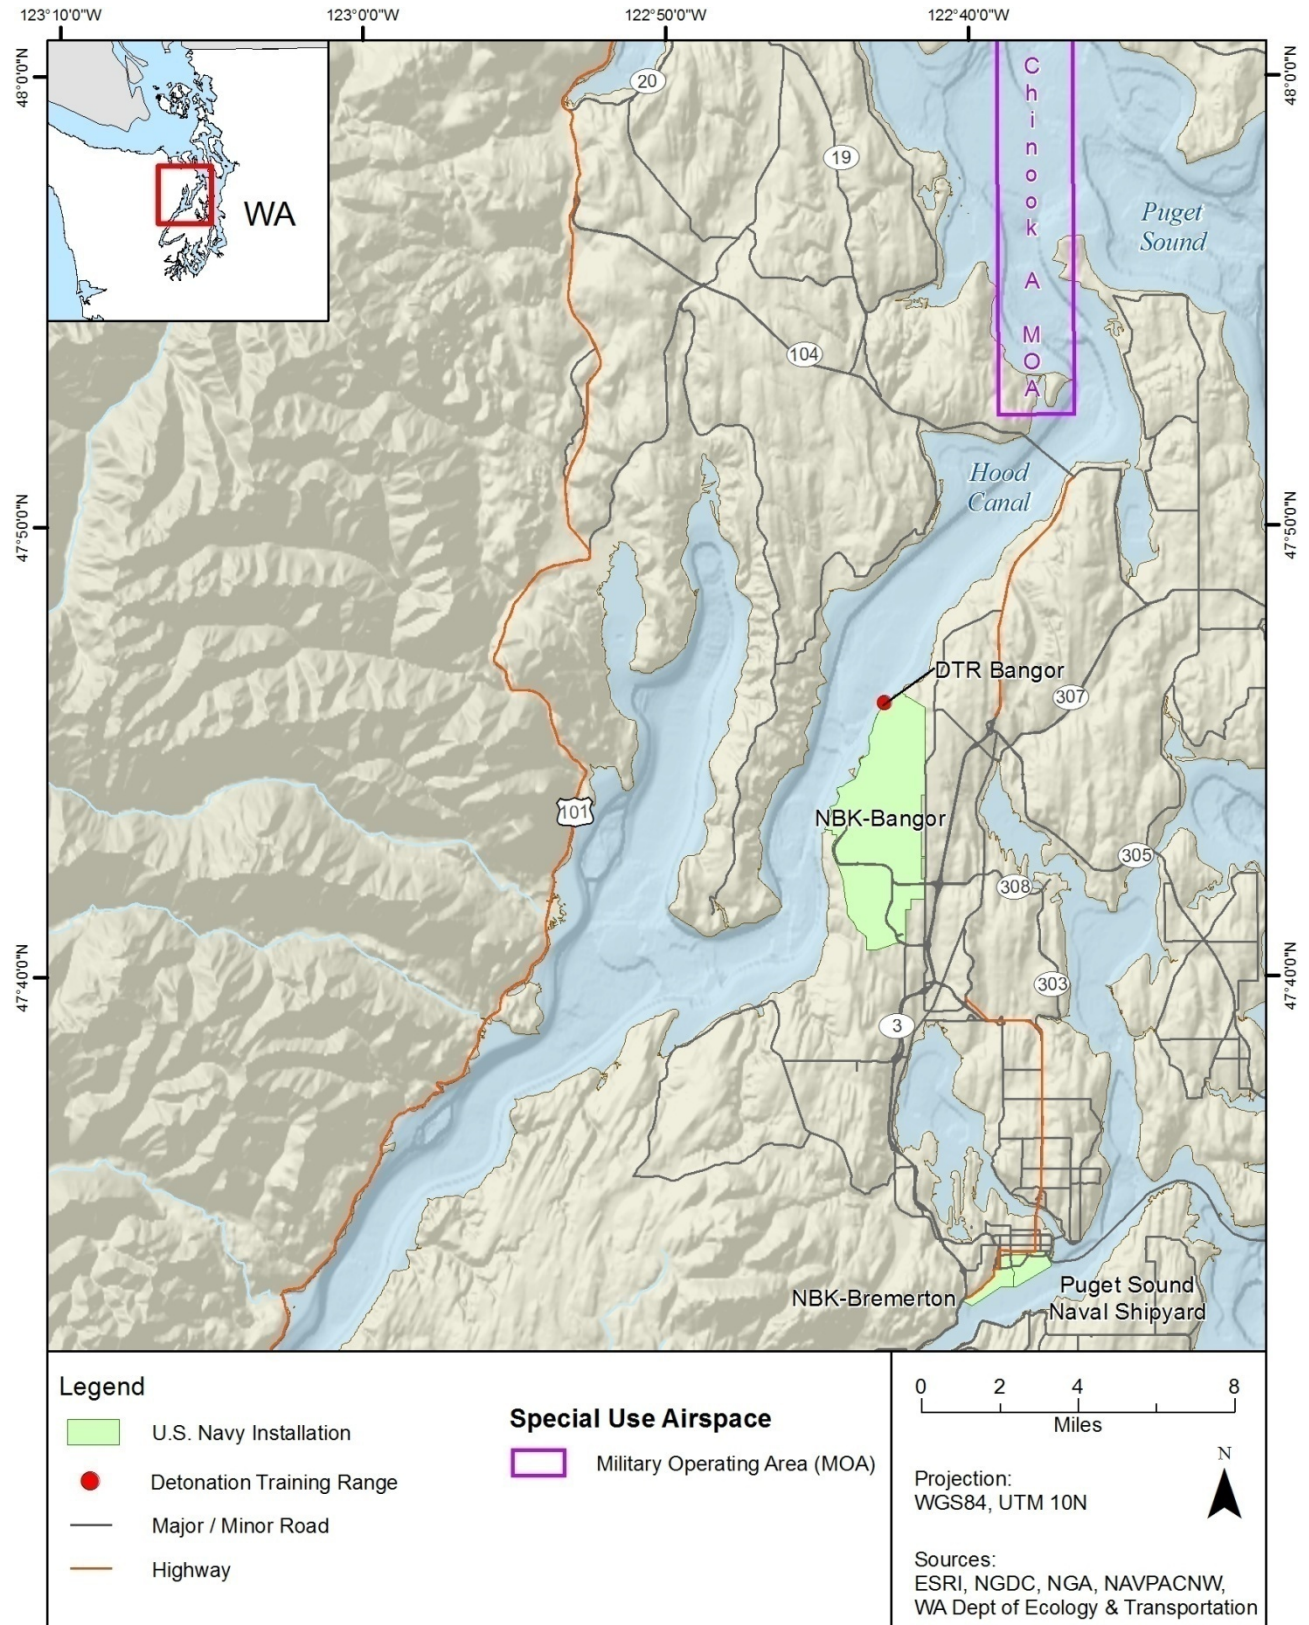 123°10'0"W
123°0'0"W
122°50'0"W
122°40'0"W
48°0'0"N
48°0'0"N
20
Chinook A MOA
19
WA
Puget
Sound
104
Hood
Canal
47°50'0"N
47°50'0"N
DTR Bangor
307
101
NBK-Bangor
305
308
47°40'0"N
47°40'0"N
303
3
NBK-Bremerton
Puget Sound
Naval Shipyard
Legend
U.S. Navy Installation
Detonation Training Range
Major / Minor Road
Highway
Special Use Airspace
Military Operating Area (MOA)
0 2 4 8
Miles
N
Projection:
WGS84, UTM 10N
Sources:
ESRI, NGDC, NGA, NAVPACNW,
WA Dept of Ecology & Transportation